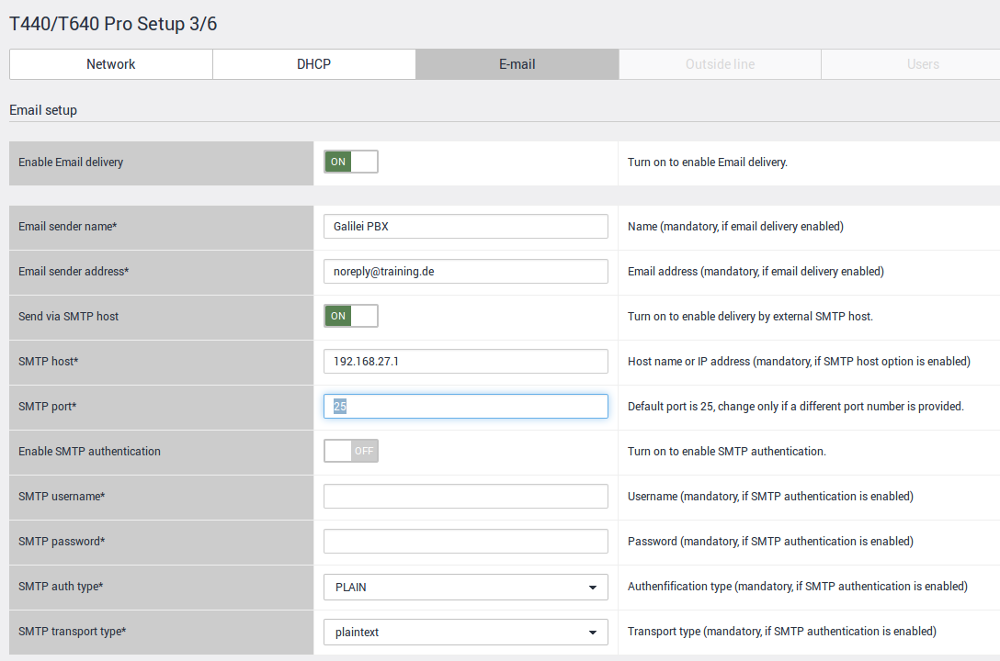 T440/T640 Pro Setup 3/6
Network DHCP E-mail Outside line Users
Email setup
Enable Email delivery ON Turn on to enable Email delivery.
Email sender name* Galilei PBX Name (mandatory, if email delivery enabled)
Email sender address* noreply@training.de Email address (mandatory, if email delivery enabled)
Send via SMTP host ON Turn on to enable delivery by external SMTP host.
SMTP host* 192.168.27.1 Host name or IP address (mandatory, if SMTP host option is enabled)
SMTP port* 25 Default port is 25, change only if a different port number is provided.
Enable SMTP authentication OFF Turn on to enable SMTP authentication.
SMTP username* Username (mandatory, if SMTP authentication is enabled)
SMTP password* Password (mandatory, if SMTP authentication is enabled)
SMTP auth type* PLAIN Authenfification type (mandatory, if SMTP authentication is enabled)
SMTP transport type* plaintext Transport type (mandatory, if SMTP authentication is enabled)